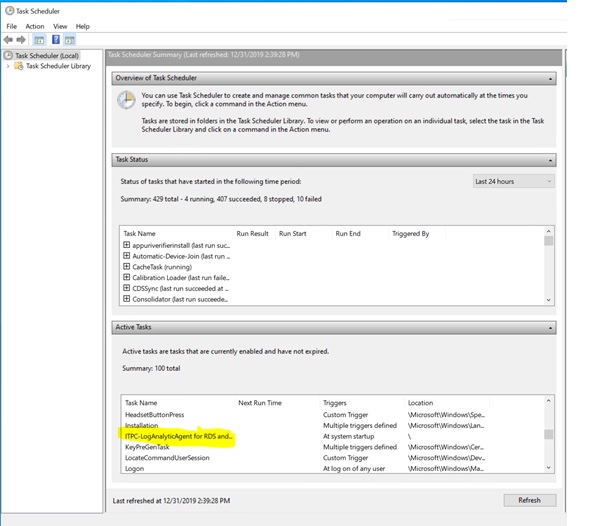 Task Scheduler
File Action View Help
Task Scheduler (Local)
Task Scheduler Library
Task Scheduler Summary (Last refreshed: 12/31/2019 2:39:28 PM)
Overview of Task Scheduler
You can use Task Scheduler to create and manage common tasks that your computer will carry out automatically at the times you
specify. To begin, click a command in the Action menu.
Tasks are stored in folders in the Task Scheduler Library. To view or perform an operation on an individual task, select the task in the Task
Scheduler Library and click on a command in the Action menu.
Task Status
Status of tasks that have started in the following time period:
Last 24 hours
Summary: 429 total - 4 running, 407 succeeded, 8 stopped, 10 failed
Task Name Run Result Run Start Run End Triggered By
appuriverifierinstall (last run suc...
Automatic-Device-Join (last run ...
CacheTask (running)
Calibration Loader (last run faile...
CDSSync (last run succeeded at ...
Consolidator (last run succeede...
Active Tasks
Active tasks are tasks that are currently enabled and have not expired.
Summary: 100 total
Task Name Next Run Time Triggers Location
HeadsetButtonPress Custom Trigger \Microsoft\Windows\Spe...
Installation Multiple triggers defined \Microsoft\Windows\Lan...
ITPC-LogAnalyticAgent for RDS and... At system startup \
KeyPreGenTask Multiple triggers defined \Microsoft\Windows\Cer...
LocateCommandUserSession Custom Trigger \Microsoft\Windows\Dev...
Logon At log on of any user \Microsoft\Windows\Ma...
Last refreshed at 12/31/2019 2:39:28 PM
Refresh